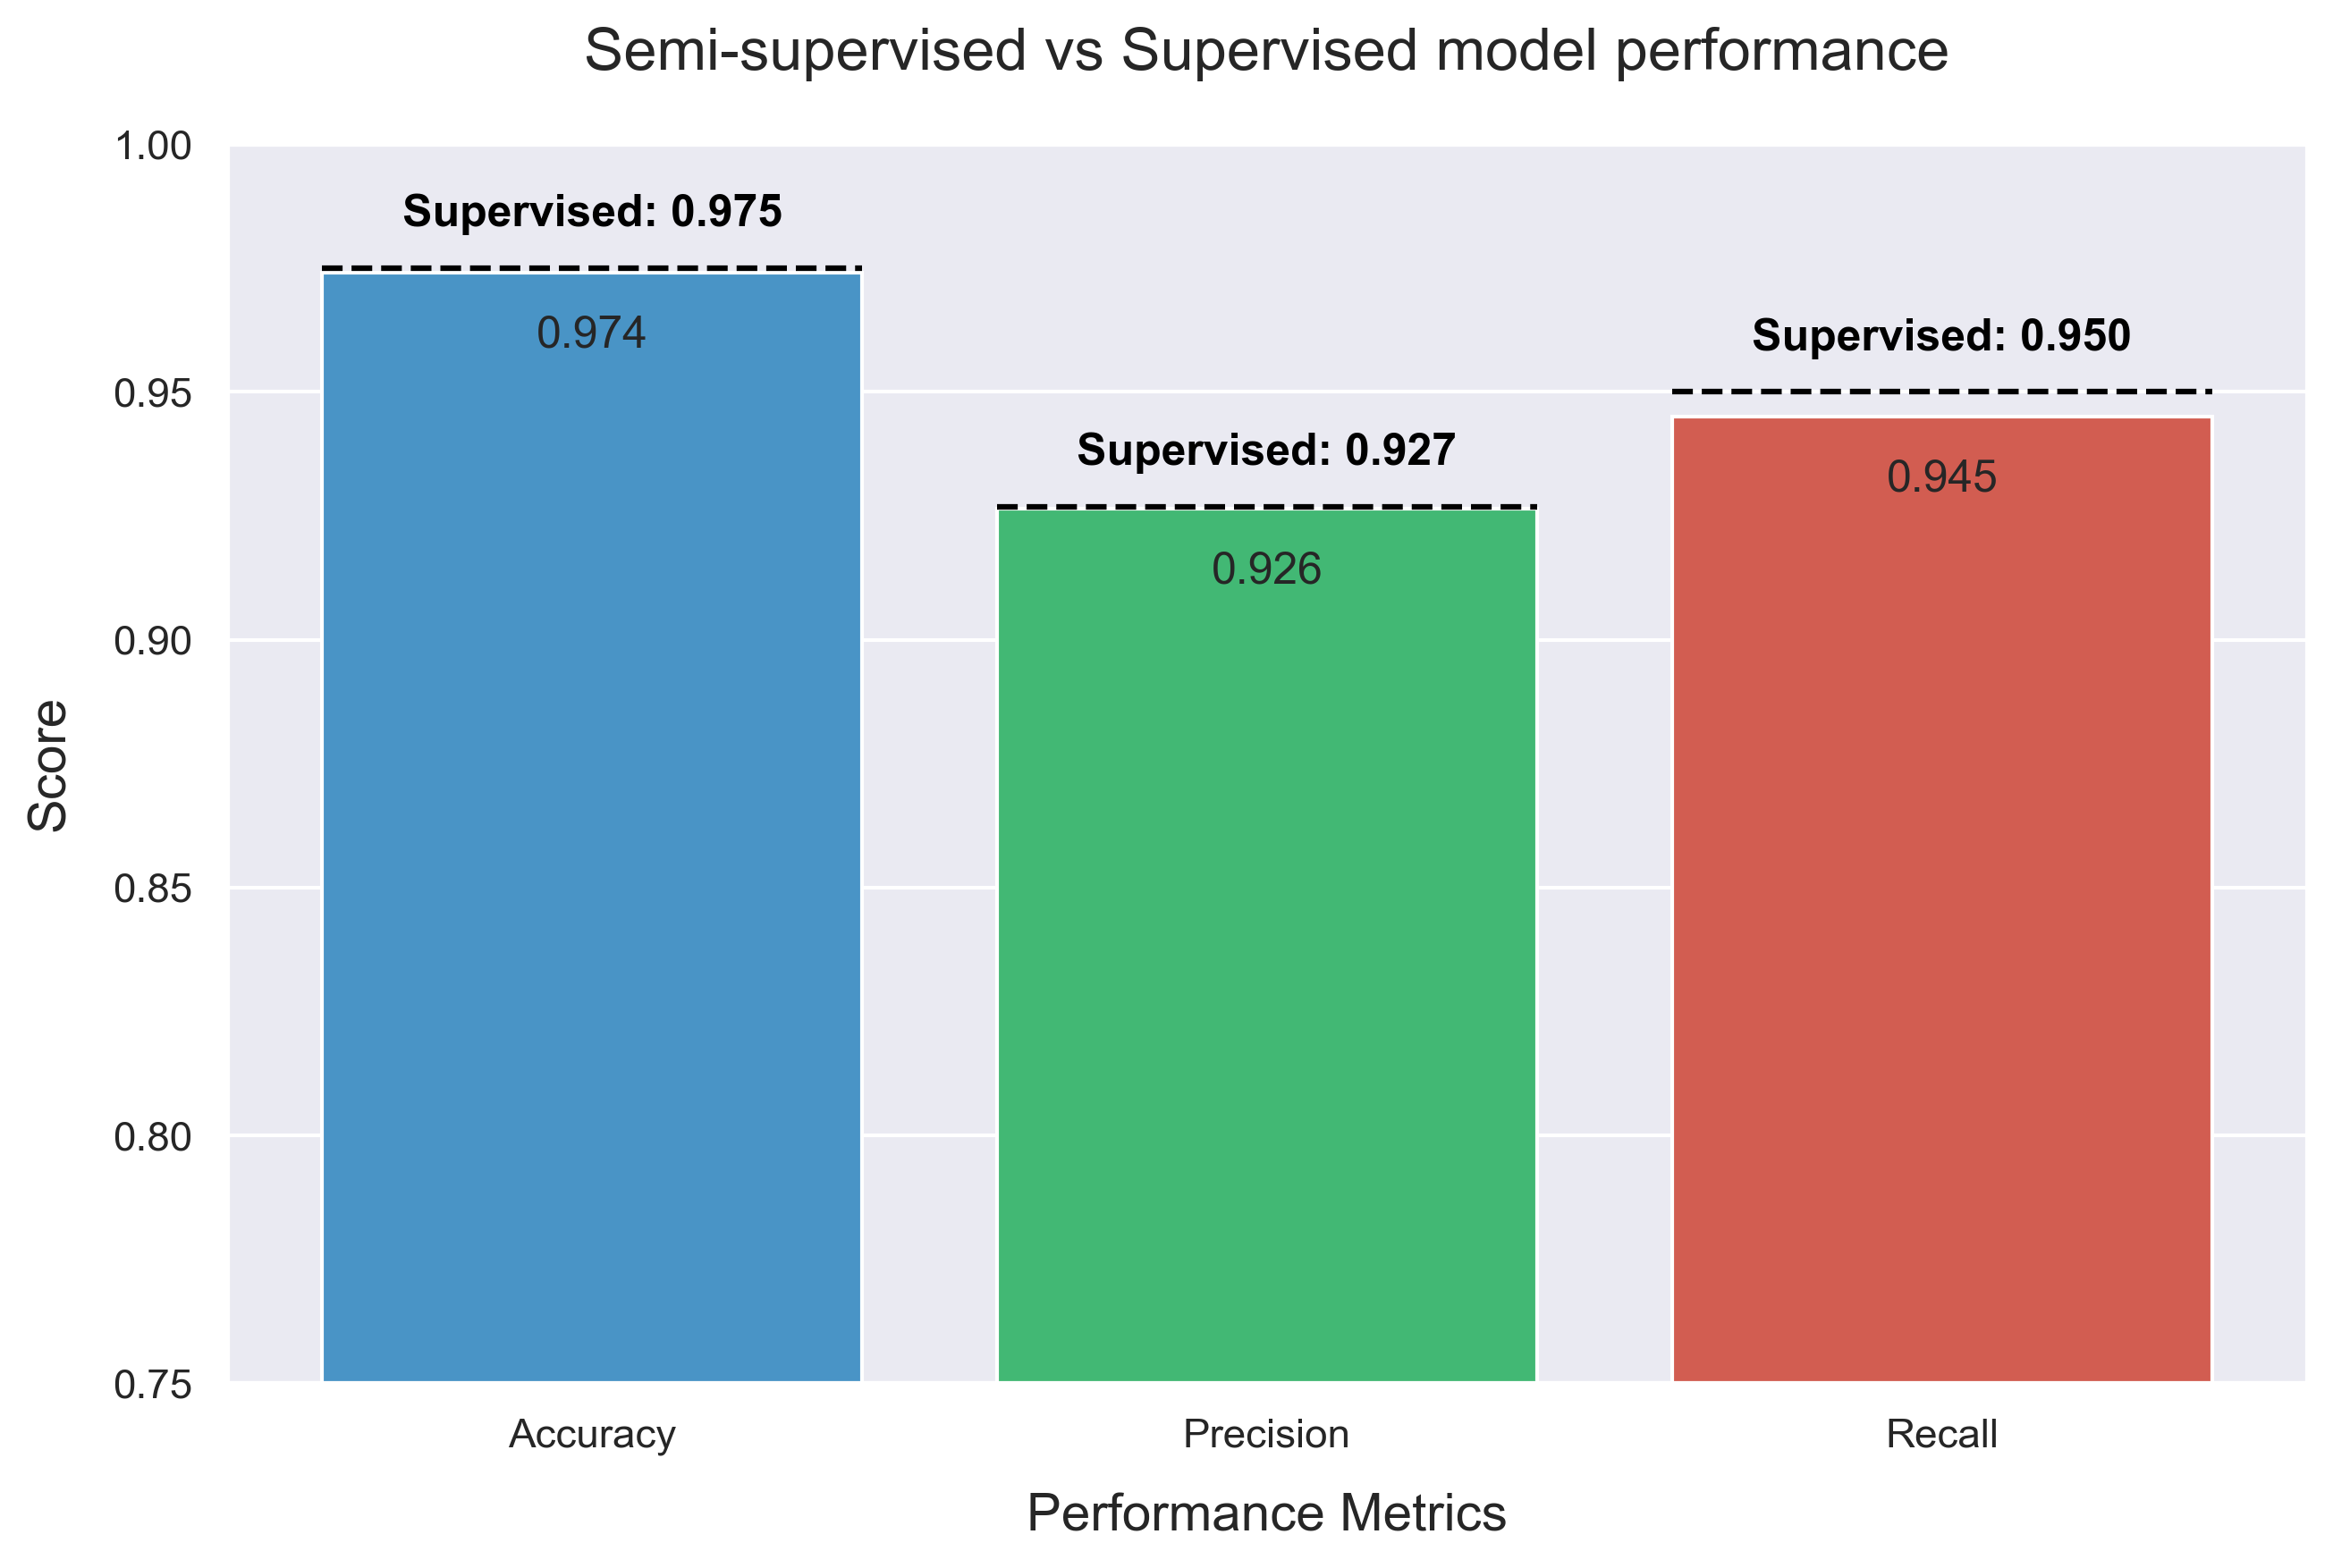 Semi-supervised vs Supervised model performance
1.00
Supervised: 0.975
0.974
Supervised: 0.950
0.95
Supervised: 0.927
0.945
0.926
0.90
Score
0.85
0.80
0.75
Accuracy Precision Recall
Performance Metrics